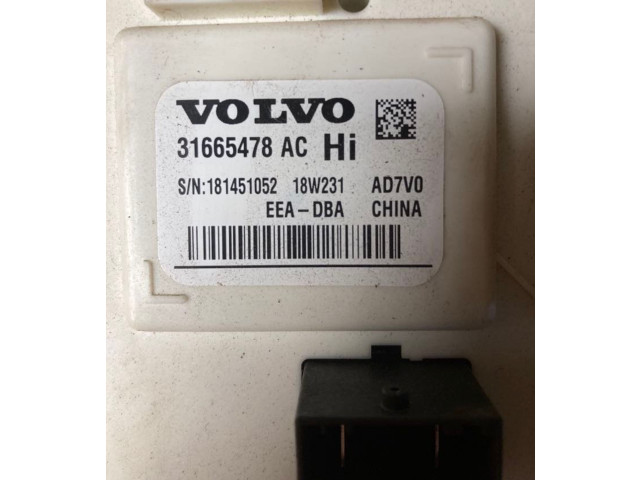 VOLVO
31665478 AC Hi
S/N:181451052 18W231 AD7V0
EEA-DBA CHINA